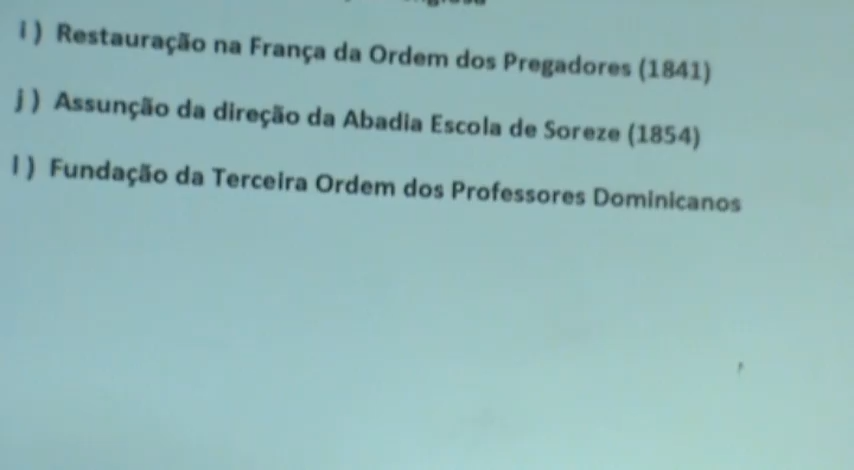 i ) Restauração na França da Ordem dos Pregadores (1841)
j ) Assunção da direção da Abadia Escola de Soreze (1854)
l ) Fundação da Terceira Ordem dos Professores Dominicanos